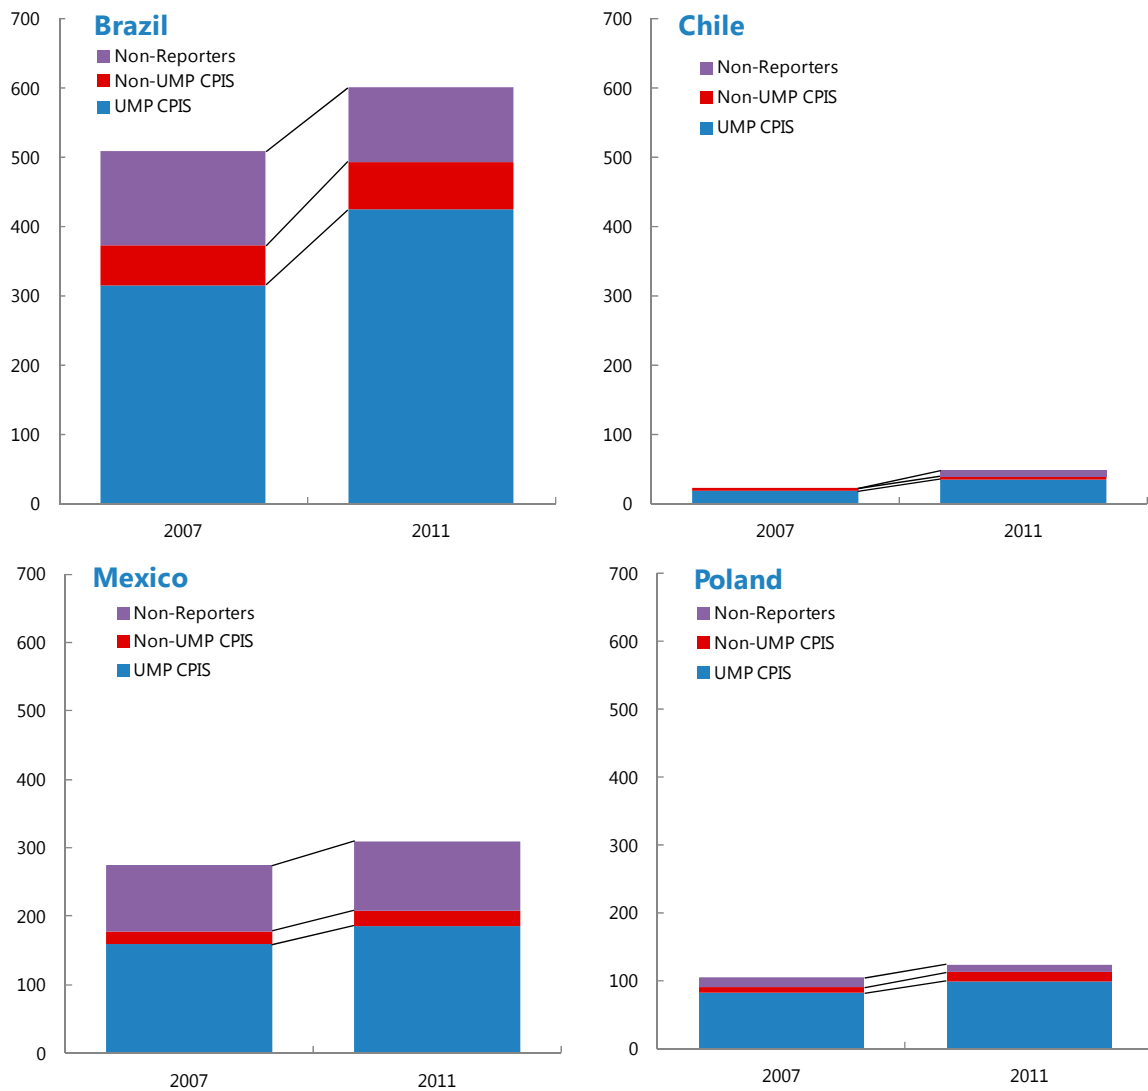 Brazil
Non-Reporters
Non-UMP CPIS
UMP CPIS
700
600
500
400
300
200
100
0
2007 2011
Chile
Non-Reporters
Non-UMP CPIS
UMP CPIS
700
600
500
400
300
200
100
0
2007 2011
Mexico
Non-Reporters
Non-UMP CPIS
UMP CPIS
700
600
500
400
300
200
100
0
2007 2011
Poland
Non-Reporters
Non-UMP CPIS
UMP CPIS
700
600
500
400
300
200
100
0
2007 2011